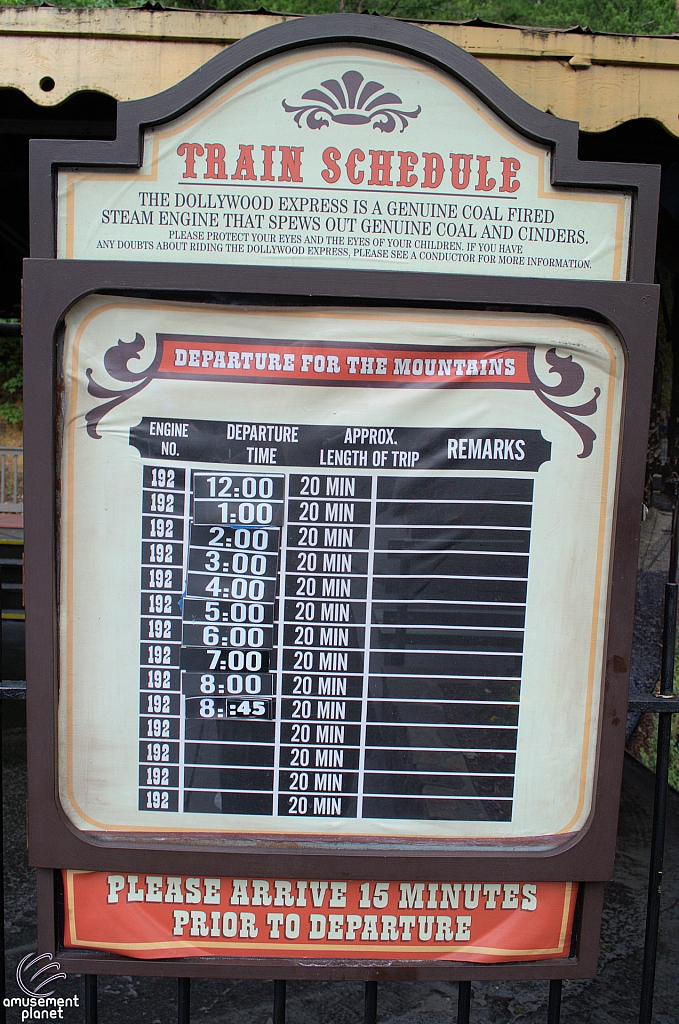 TRAIN SCHEDULE
THE DOLLYWOOD EXPRESS IS A GENUINE COAL FIRED
STEAM ENGINE THAT SPEWS OUT GENUINE COAL AND CINDERS.
PLEASE PROTECT YOUR EYES AND THE EYES OF YOUR CHILDREN. IF YOU HAVE
ANY DOUBTS ABOUT RIDING THE DOLLYWOOD EXPRESS, PLEASE SEE A CONDUCTOR FOR MORE INFORMATION.
DEPARTURE FOR THE MOUNTAINS
ENGINE NO. DEPARTURE TIME APPROX. LENGTH OF TRIP REMARKS
192 12:00 20 MIN
192 1:00 20 MIN
192 2:00 20 MIN
192 3:00 20 MIN
192 4:00 20 MIN
192 5:00 20 MIN
192 6:00 20 MIN
192 7:00 20 MIN
192 8:00 20 MIN
192 8::45 20 MIN
192 20 MIN
192 20 MIN
192 20 MIN
192 20 MIN
PLEASE ARRIVE 15 MINUTES
PRIOR TO DEPARTURE
amusement
planet